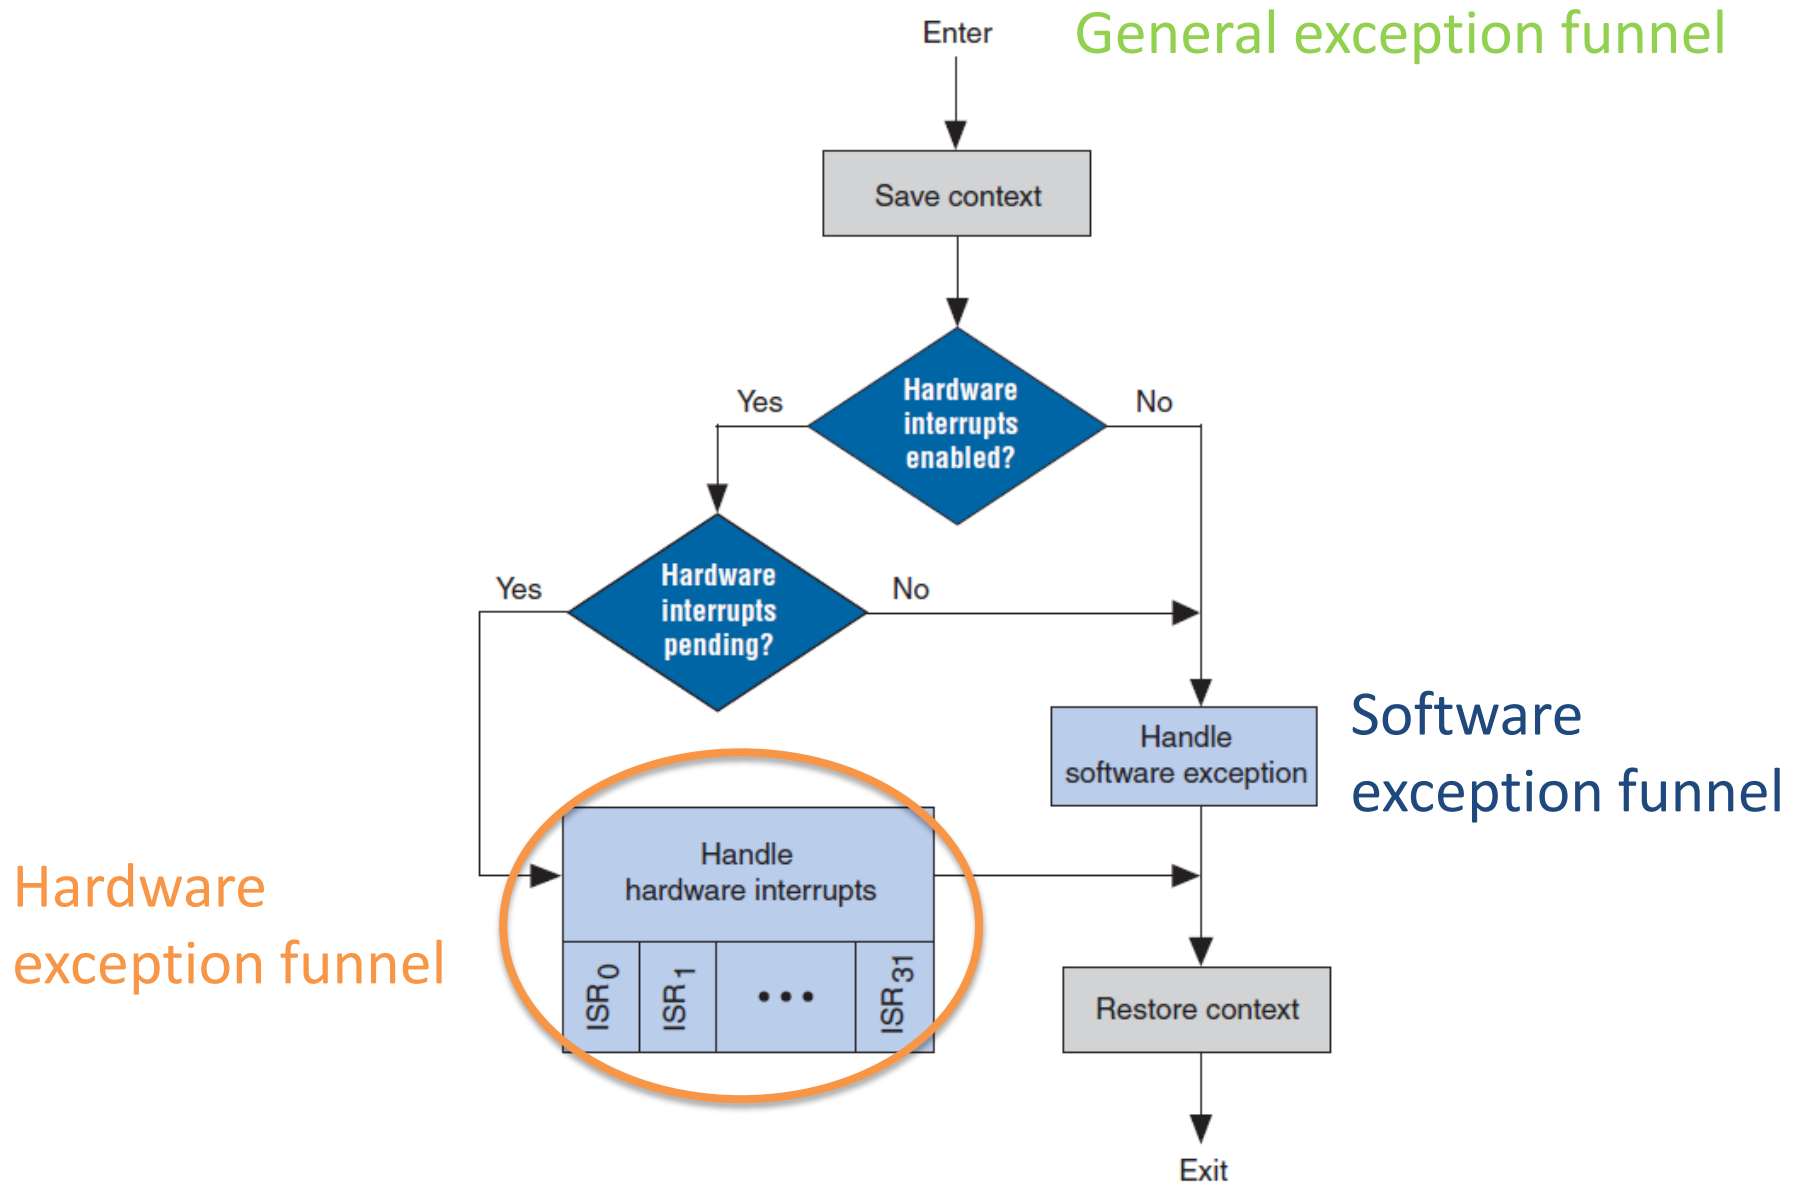 Enter
General exception funnel
Save context
Hardware
interrupts
enabled?
Yes
No
Hardware
interrupts
pending?
Yes
No
Handle
software exception
Software
exception funnel
Handle
hardware interrupts
Hardware
exception funnel
ISR0
ISR1
•••
ISR31
Restore context
Exit